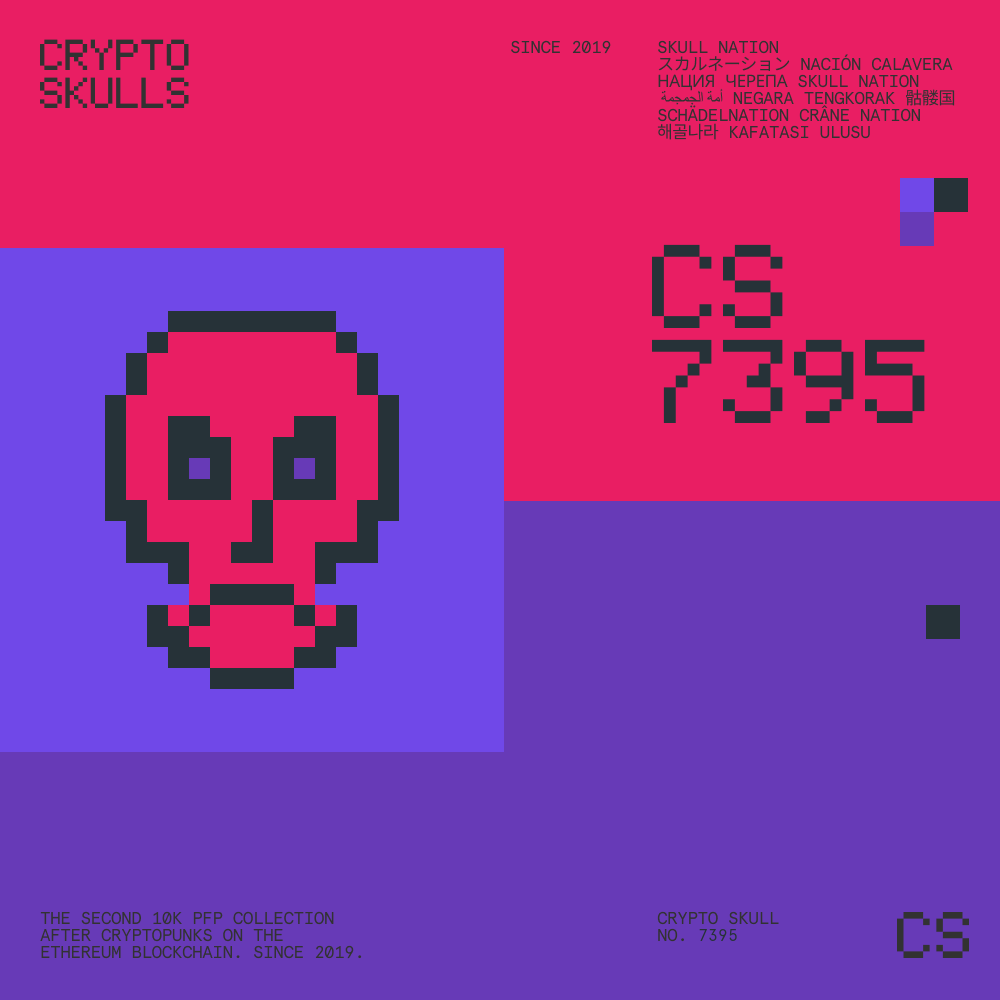 CRYPTO
SKULLS
SINCE 2019
SKULL NATION
スカルネーション NACIÓN CALAVERA
НАЦИЯ ЧЕРЕПА SKULL NATION
أمة الجمجمة NEGARA TENGKORAK 骷髅国
SCHÄDELNATION CRÂNE NATION
해골나라 KAFATASI ULUSU
CS
7395
THE SECOND 10K PFP COLLECTION
AFTER CRYPTOPUNKS ON THE
ETHEREUM BLOCKCHAIN. SINCE 2019.
CRYPTO SKULL
NO. 7395
CS